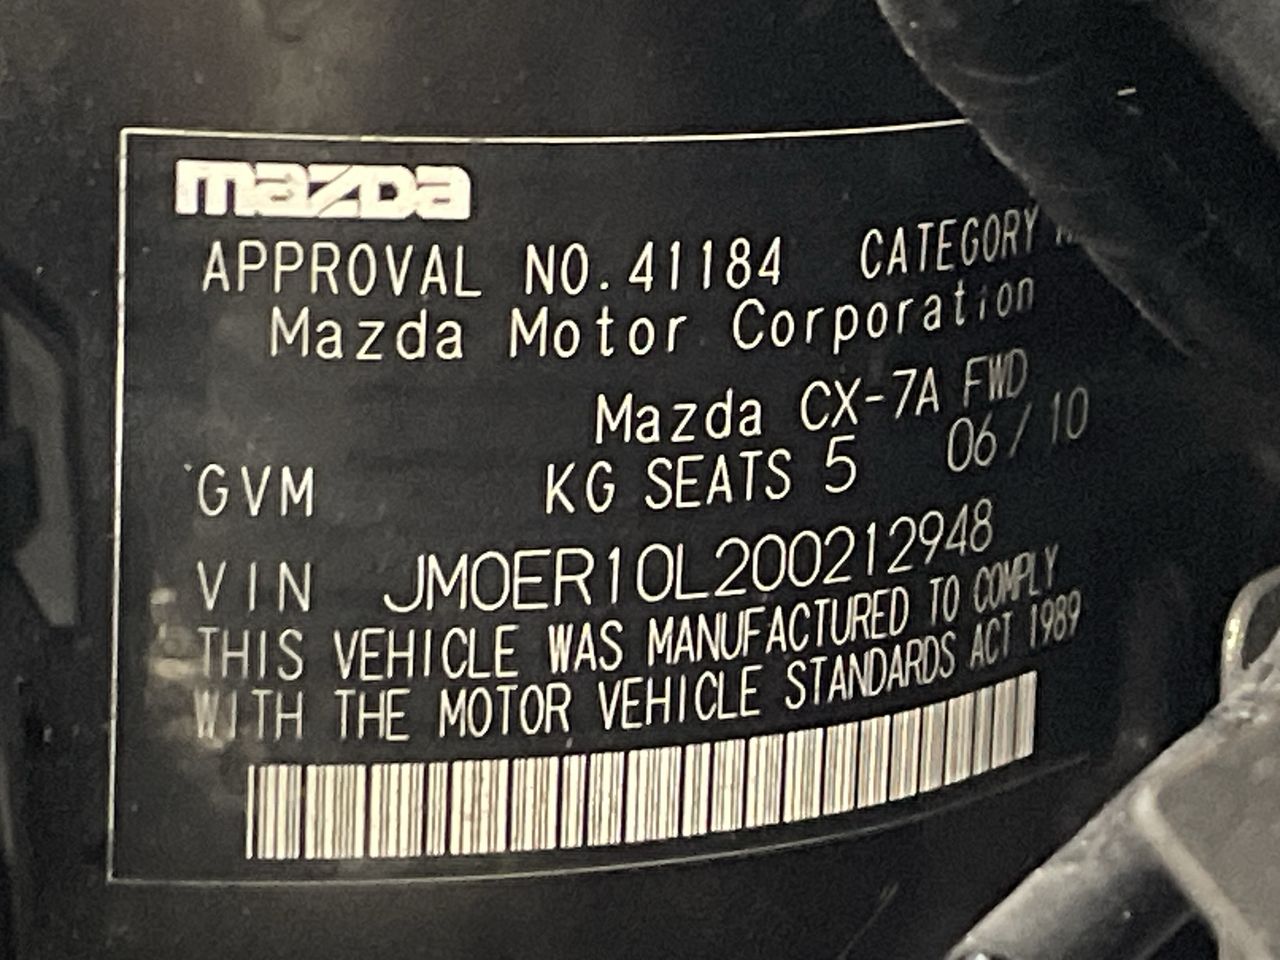 mazda
APPROVAL NO. 41184 CATEGORY
Mazda Motor Corporation
Mazda CX-7A FWD
GVM KG SEATS 5 06/10
VIN JM0ER10L200212948
THIS VEHICLE WAS MANUFACTURED TO COMPLY
WITH THE MOTOR VEHICLE STANDARDS ACT 1989